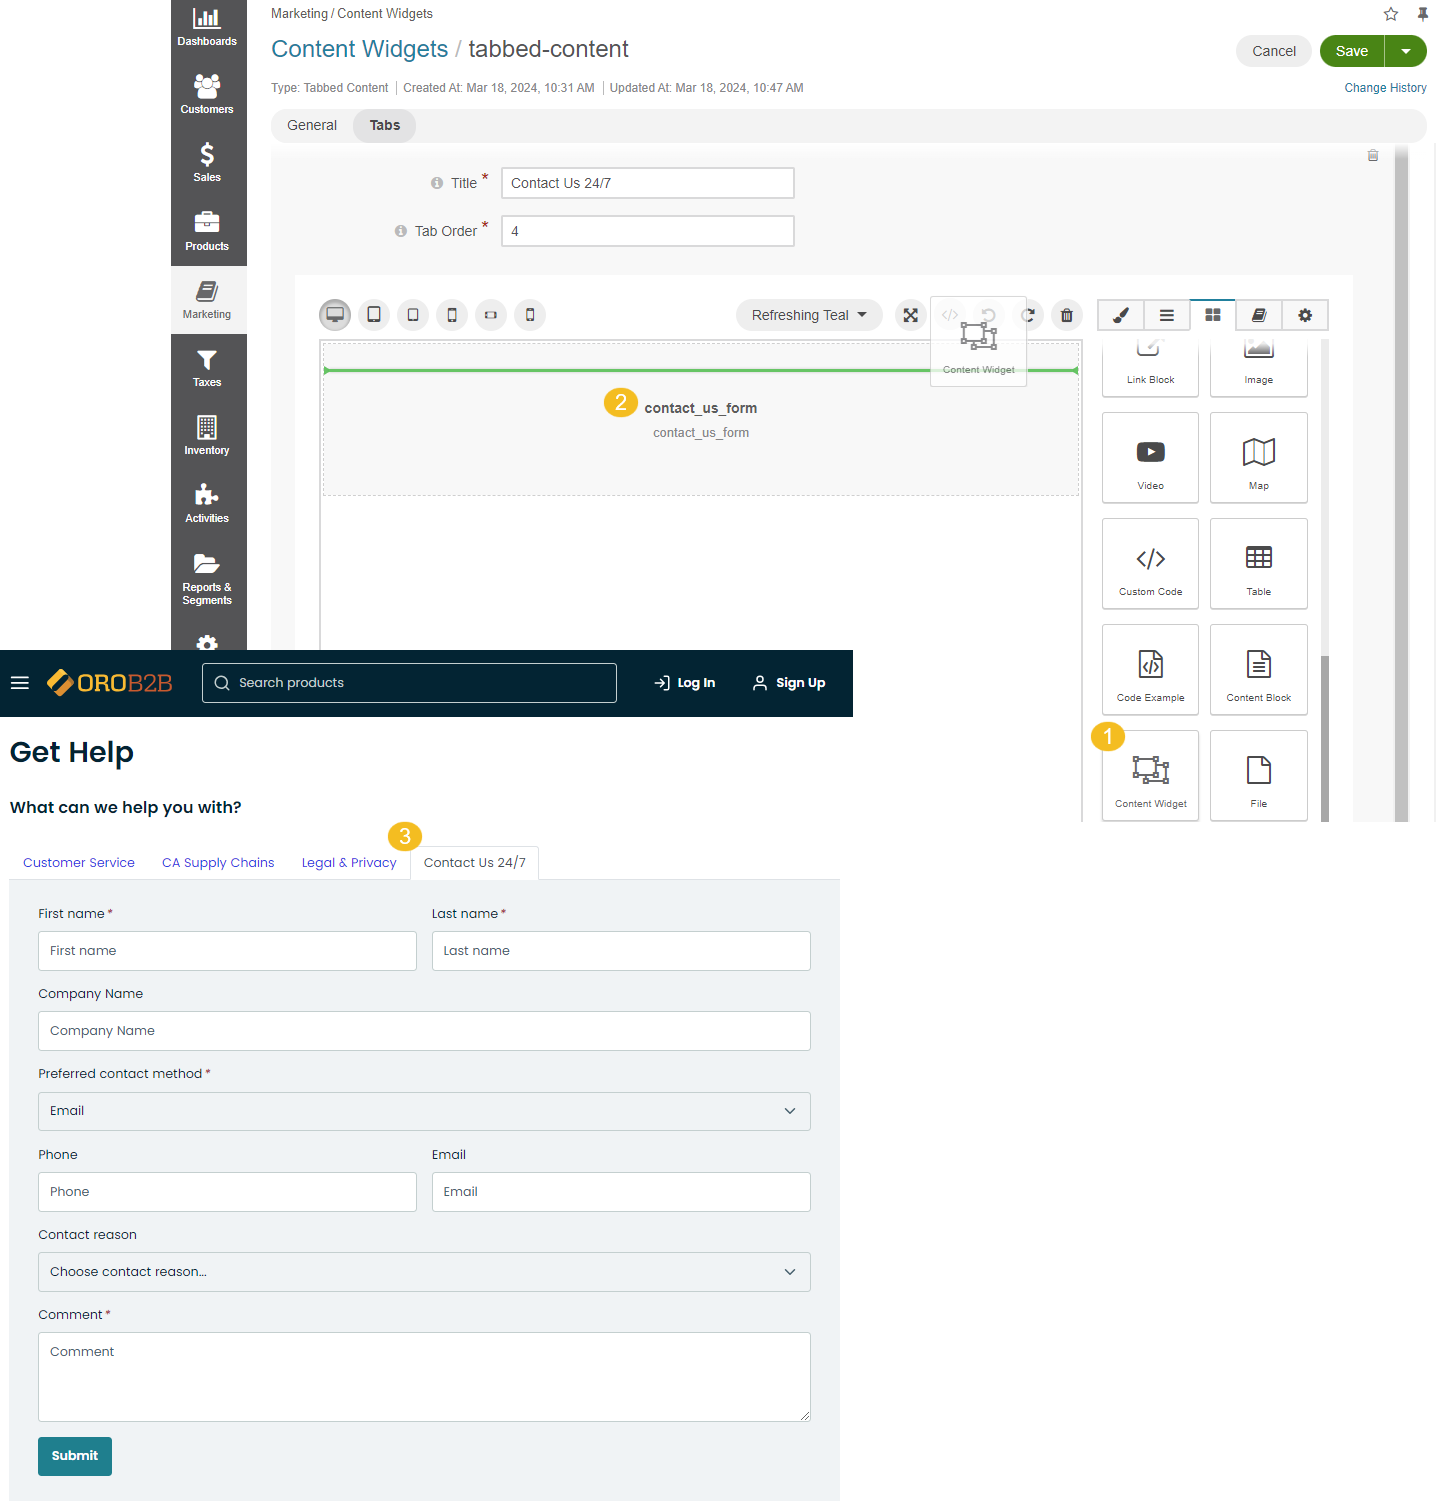 Marketing / Content Widgets
Content Widgets / tabbed-content
Cancel
Save
Type: Tabbed Content
Created At: Mar 18, 2024, 10:31 AM
Updated At: Mar 18, 2024, 10:47 AM
Change History
Dashboards
Customers
Sales
Products
Marketing
Taxes
Inventory
Activities
Reports &
Segments
General
Tabs
Title *
Contact Us 24/7
Tab Order *
4
Refreshing Teal
Content Widget
2
contact_us_form
contact_us_form
Link Block
Image
Video
Map
Custom Code
Table
Code Example
Content Block
1
Content Widget
File
OROB2B
Search products
Log In
Sign Up
Get Help
What can we help you with?
3
Customer Service
CA Supply Chains
Legal & Privacy
Contact Us 24/7
First name *
Last name *
First name
Last name
Company Name
Company Name
Preferred contact method *
Email
Phone
Email
Phone
Email
Contact reason
Choose contact reason...
Comment *
Comment
Submit